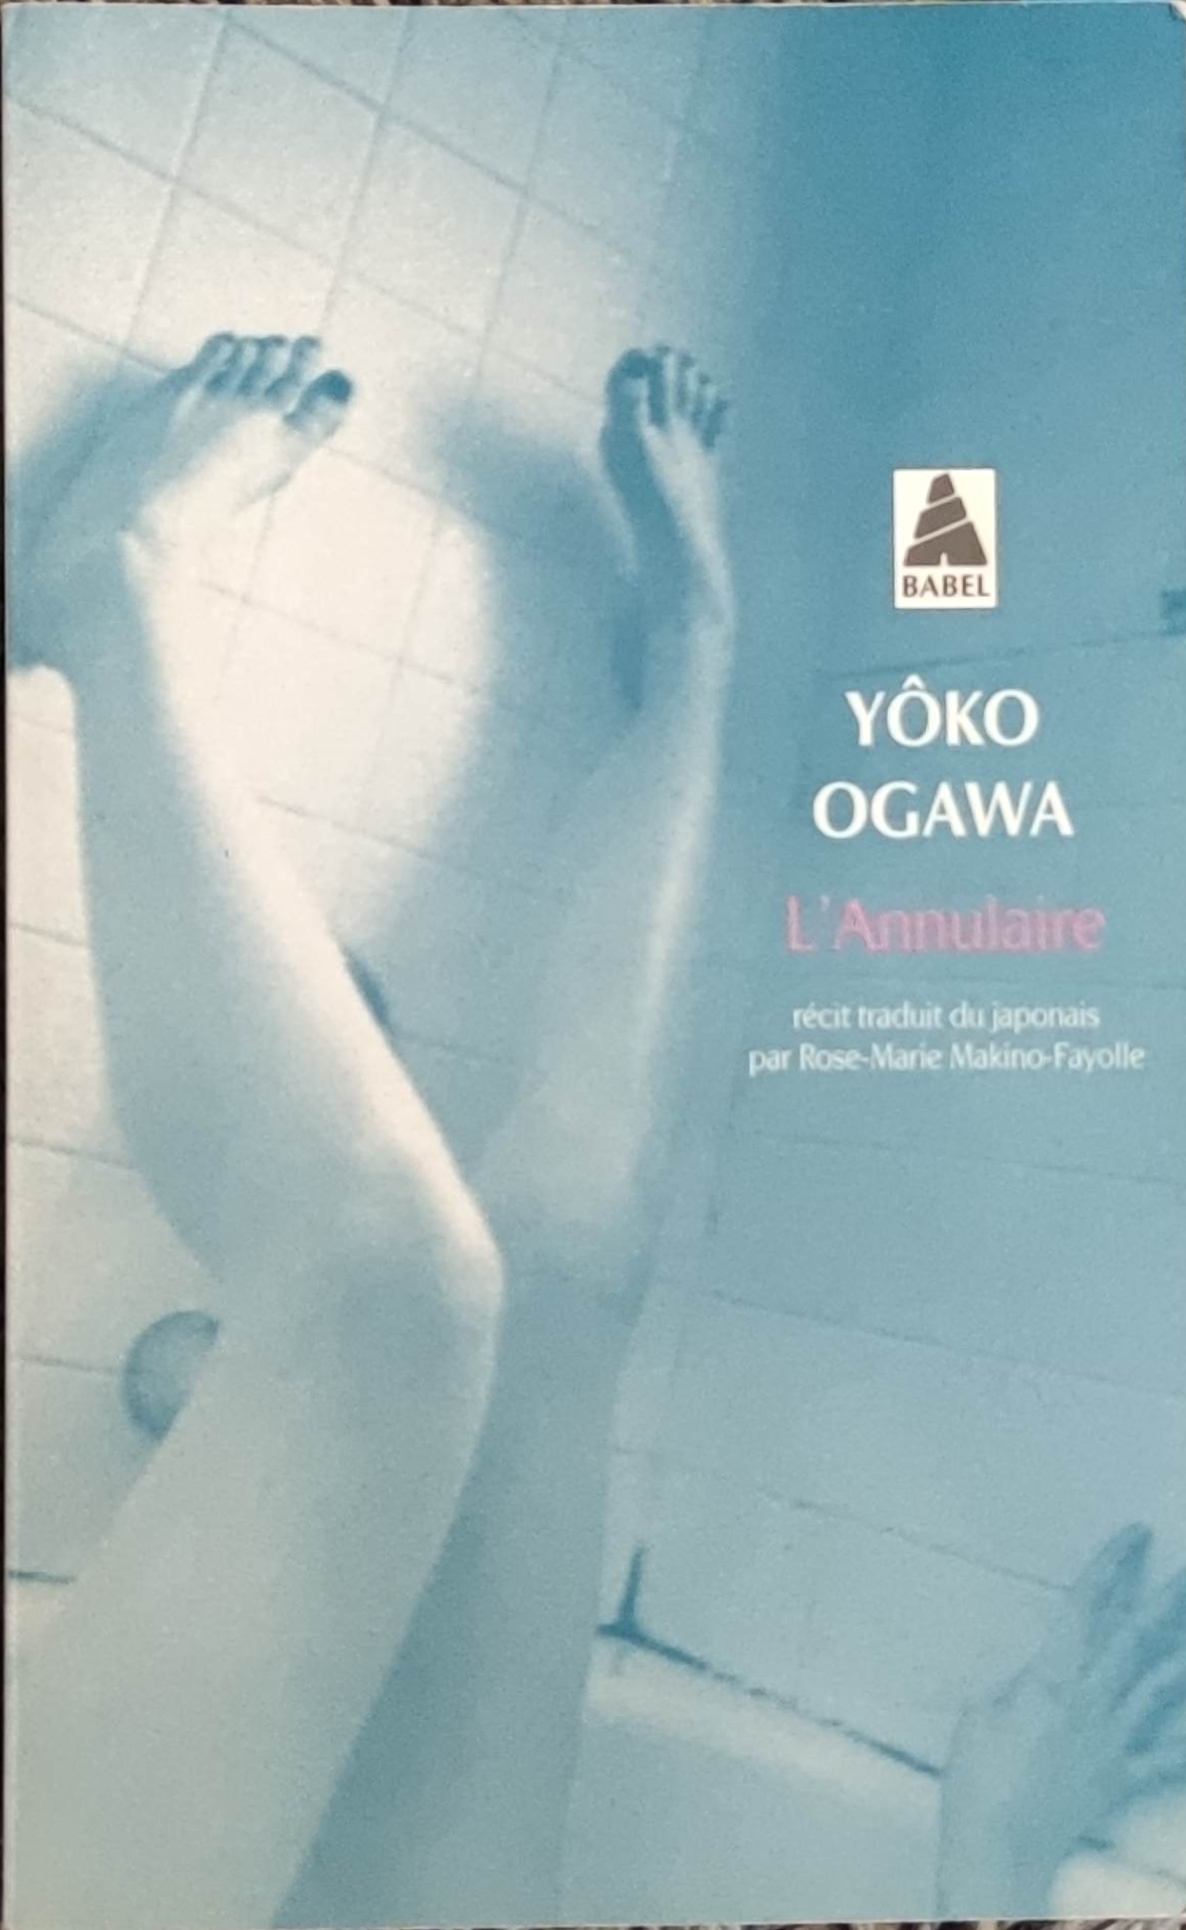 BABEL
YÔKO
OGAWA
L'Annulaire
récit traduit du japonais
par Rose-Marie Makino-Fayolle